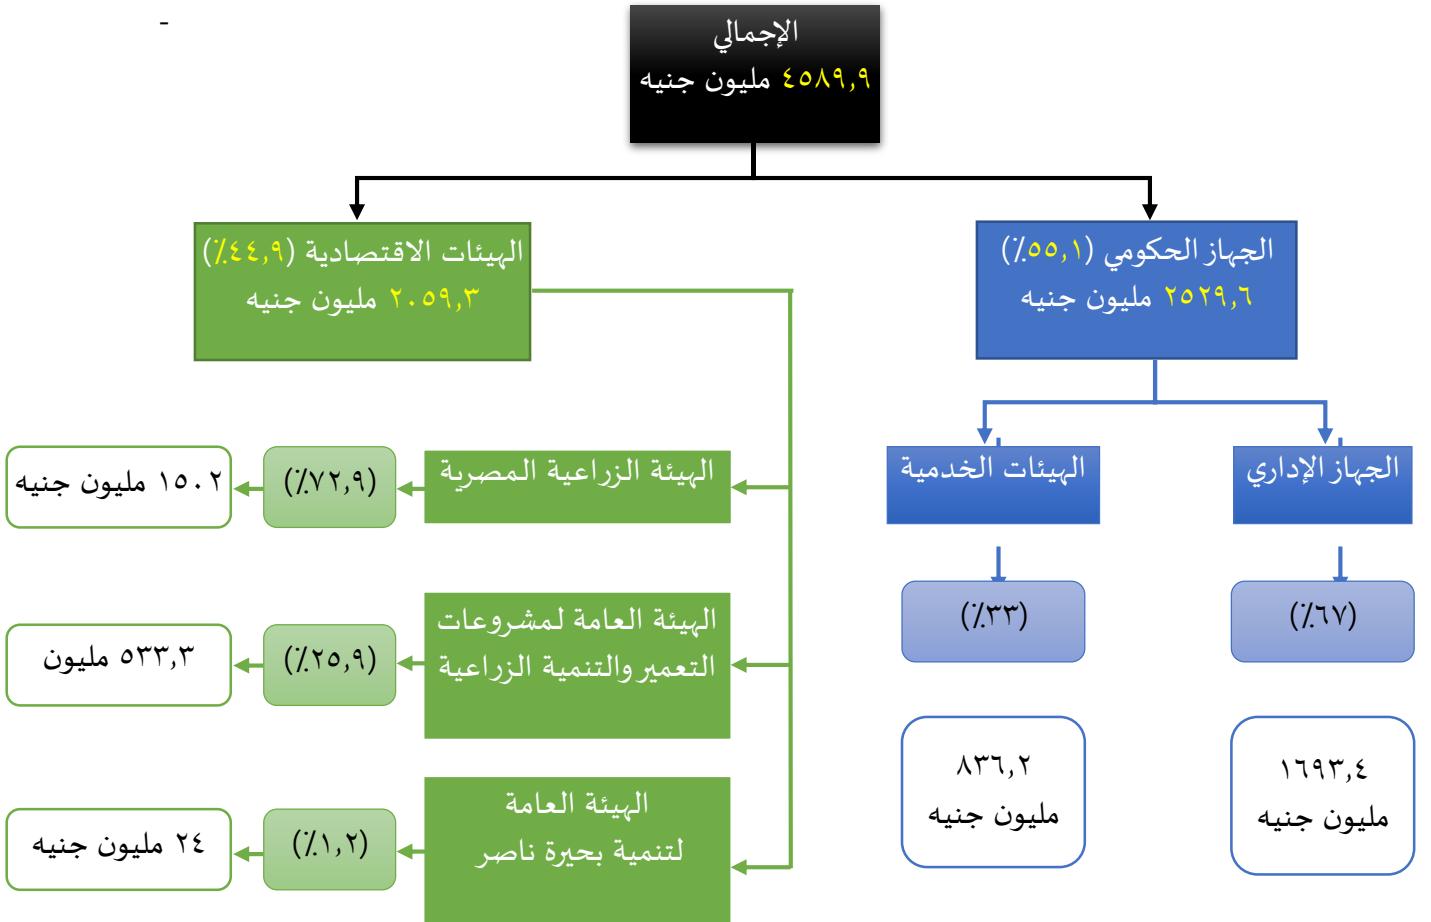 -
الإجمالي
٤٥٨٩,٩ مليون جنيه
الجهاز الحكومي (٥٥,١٪)
٢٥٢٩,٦ مليون جنيه
الهيئات الاقتصادية (٤٤,٩٪)
٢٠٥٩,٣ مليون جنيه
الجهاز الإداري
الهيئات الخدمية
(٦٧٪)
(٣٣٪)
١٦٩٣,٤
مليون جنيه
٨٣٦,٢
مليون جنيه
الهيئة الزراعية المصرية
(٧٢,٩٪)
١٥٠٢ مليون جنيه
الهيئة العامة لمشروعات
التعمير والتنمية الزراعية
(٢٥,٩٪)
٥٣٣,٣ مليون
الهيئة العامة
لتنمية بحيرة ناصر
(١,٢٪)
٢٤ مليون جنيه